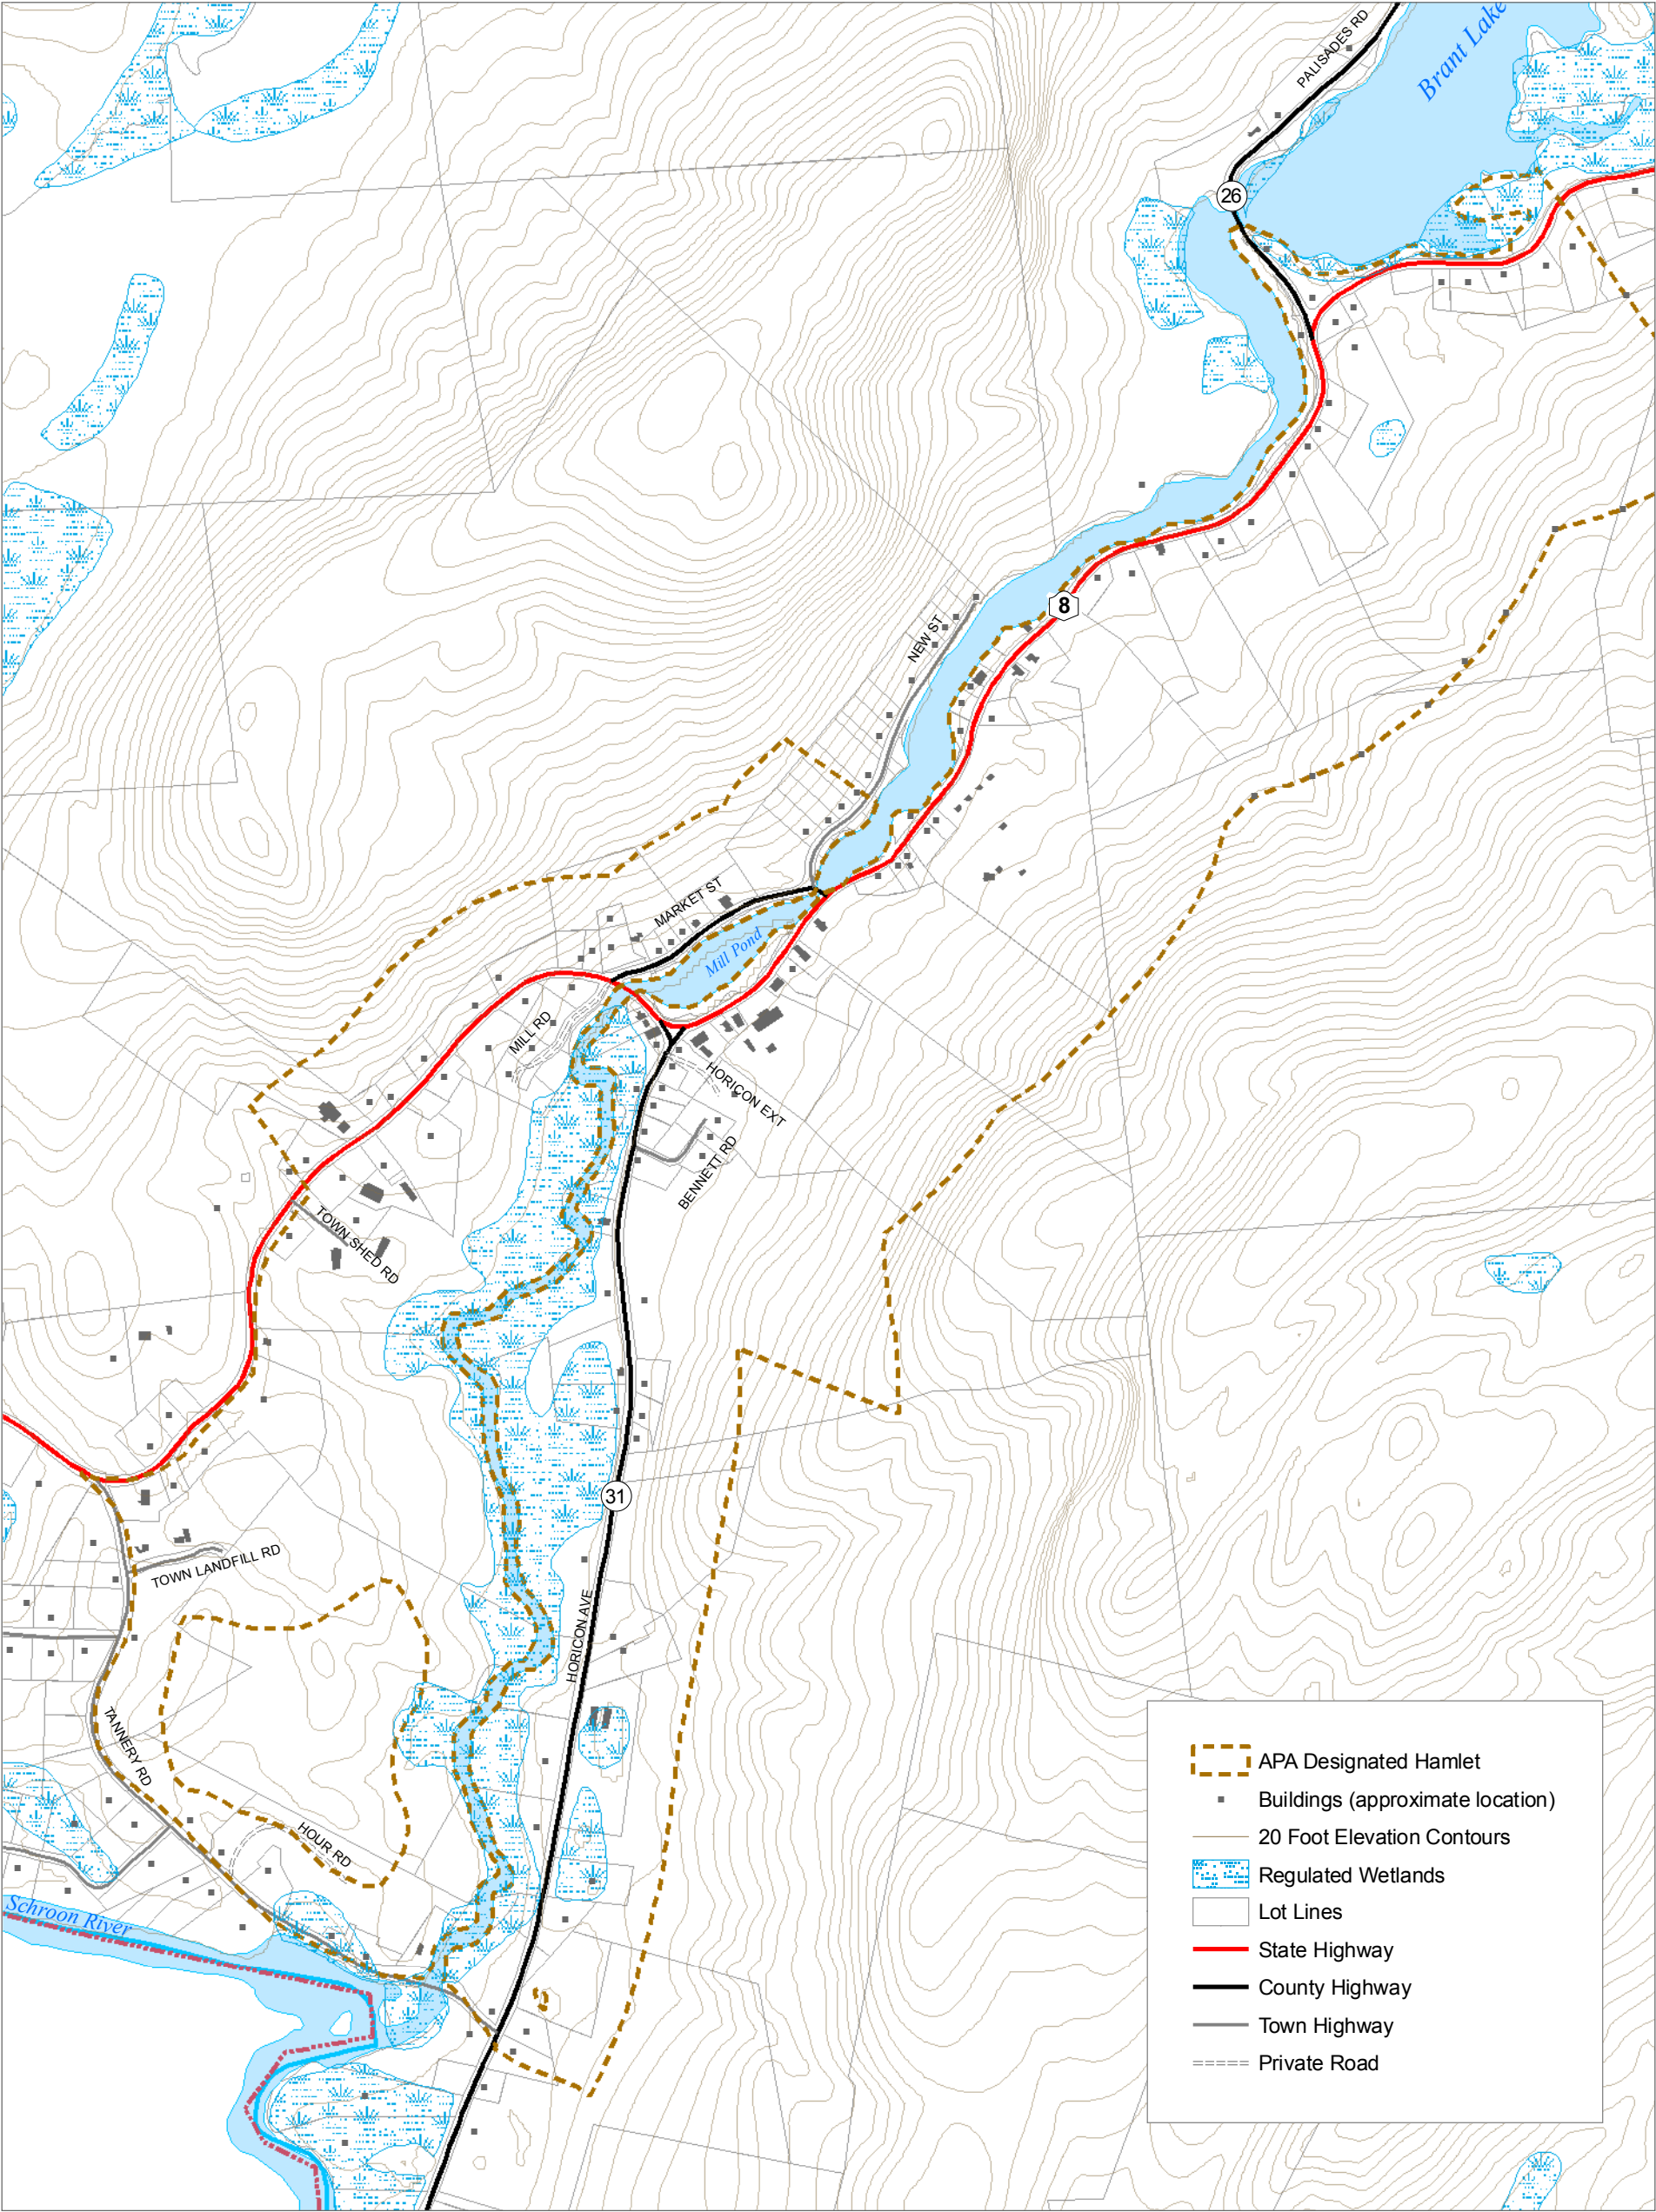 PALISADES RD
Brant Lake
26
8
NEW ST
MARKET ST
Mill Pond
MILL RD
HORICON EXT
BENNETT RD
TOWN SHED RD
31
TOWN LANDFILL RD
HORICON AVE
TANNERY RD
HOUR RD
Schroon River
APA Designated Hamlet
Buildings (approximate location)
20 Foot Elevation Contours
Regulated Wetlands
Lot Lines
State Highway
County Highway
Town Highway
Private Road